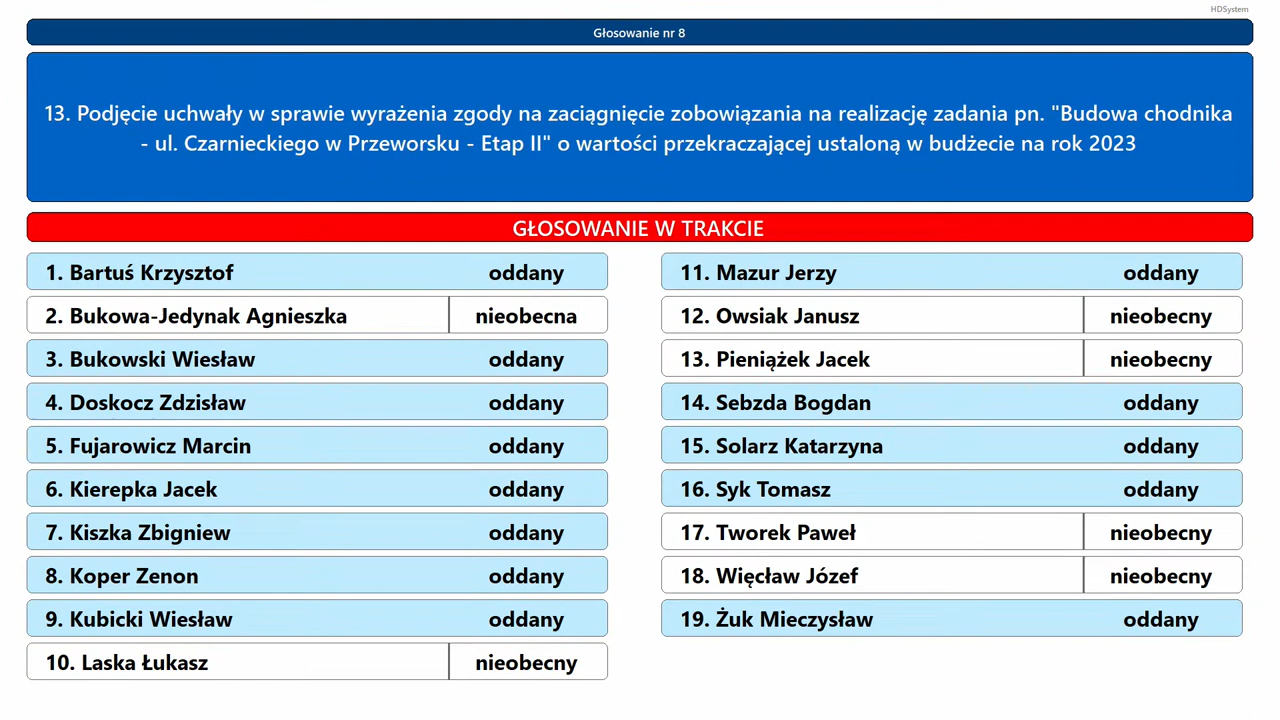 HDSystem
Głosowanie nr 8
13. Podjęcie uchwały w sprawie wyrażenia zgody na zaciągnięcie zobowiązania na realizację zadania pn. "Budowa chodnika
- ul. Czarnieckiego w Przeworsku - Etap II" o wartości przekraczającej ustaloną w budżecie na rok 2023
GŁOSOWANIE W TRAKCIE
1. Bartuś Krzysztof oddany
2. Bukowa-Jedynak Agnieszka nieobecna
3. Bukowski Wiesław oddany
4. Doskocz Zdzisław oddany
5. Fujarowicz Marcin oddany
6. Kierepka Jacek oddany
7. Kiszka Zbigniew oddany
8. Koper Zenon oddany
9. Kubicki Wiesław oddany
10. Laska Łukasz nieobecny
11. Mazur Jerzy oddany
12. Owsiak Janusz nieobecny
13. Pieniążek Jacek nieobecny
14. Sebzda Bogdan oddany
15. Solarz Katarzyna oddany
16. Syk Tomasz oddany
17. Tworek Paweł nieobecny
18. Więcław Józef nieobecny
19. Żuk Mieczysław oddany